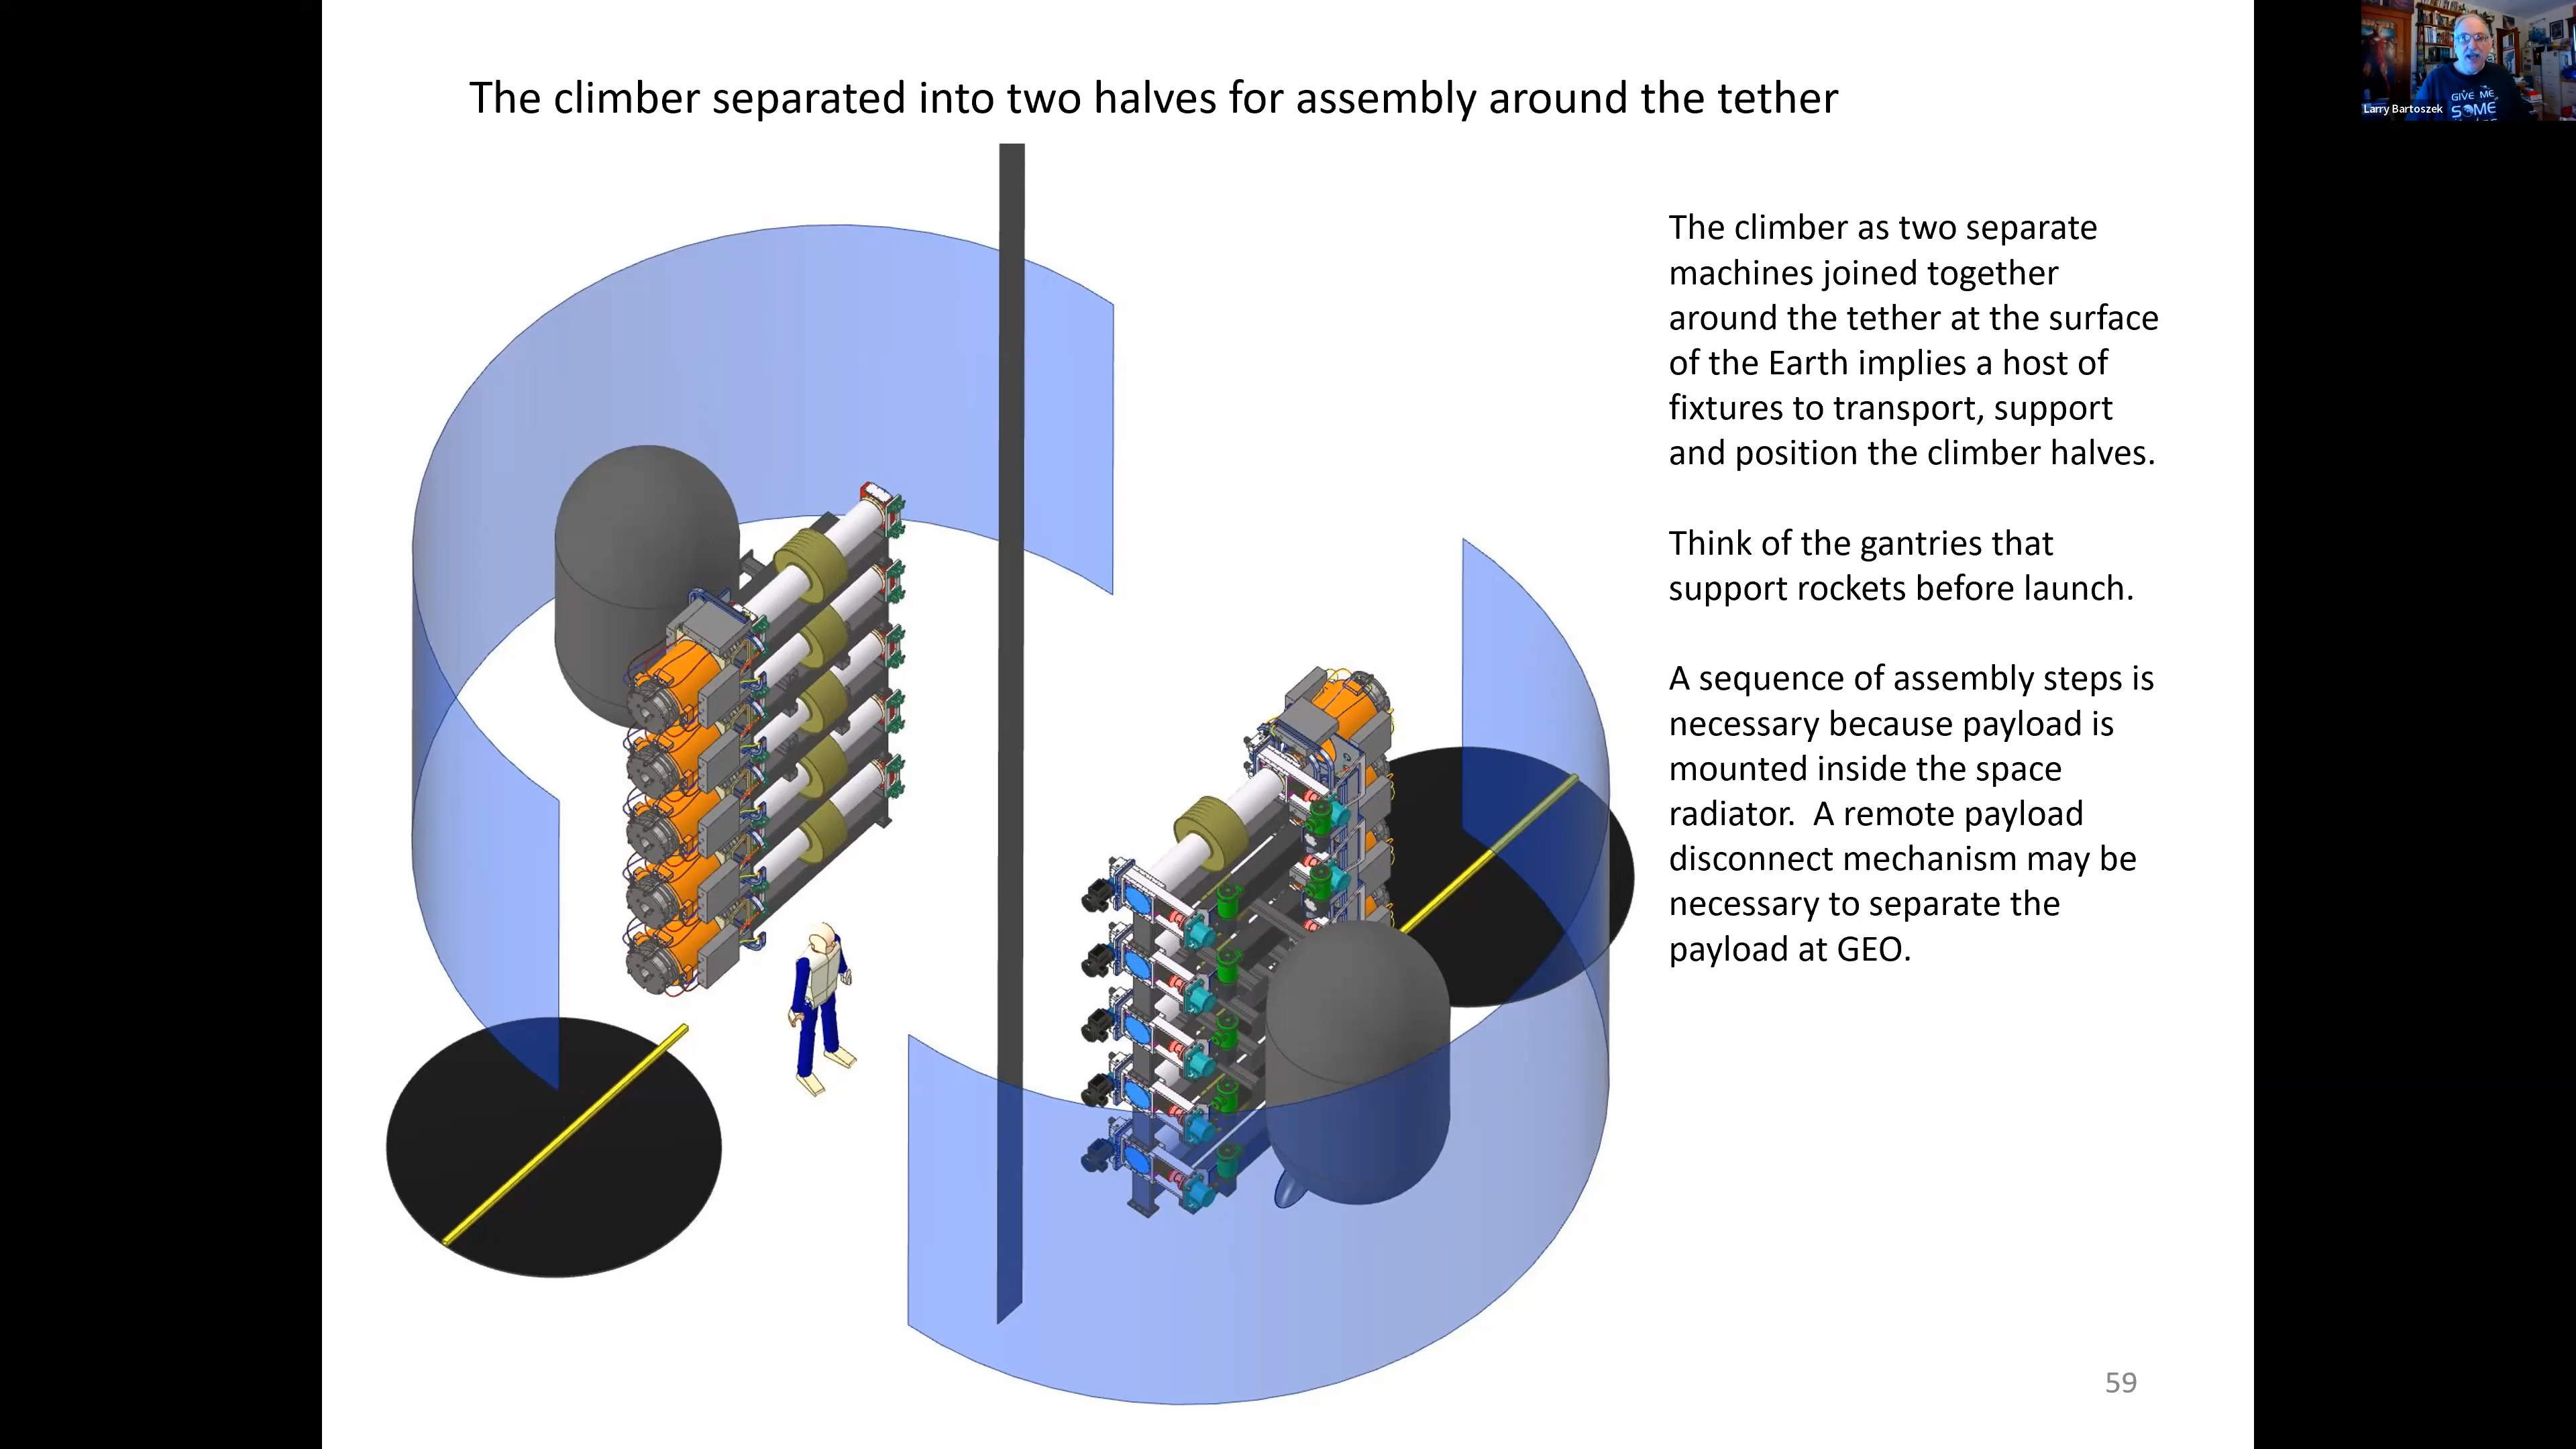 The climber separated into two halves for assembly around the tether
The climber as two separate
machines joined together
around the tether at the surface
of the Earth implies a host of
fixtures to transport, support
and position the climber halves.
Think of the gantries that
support rockets before launch.
A sequence of assembly steps is
necessary because payload is
mounted inside the space
radiator.  A remote payload
disconnect mechanism may be
necessary to separate the
payload at GEO.
59
Larry Bartoszek
GIVE ME
SOME